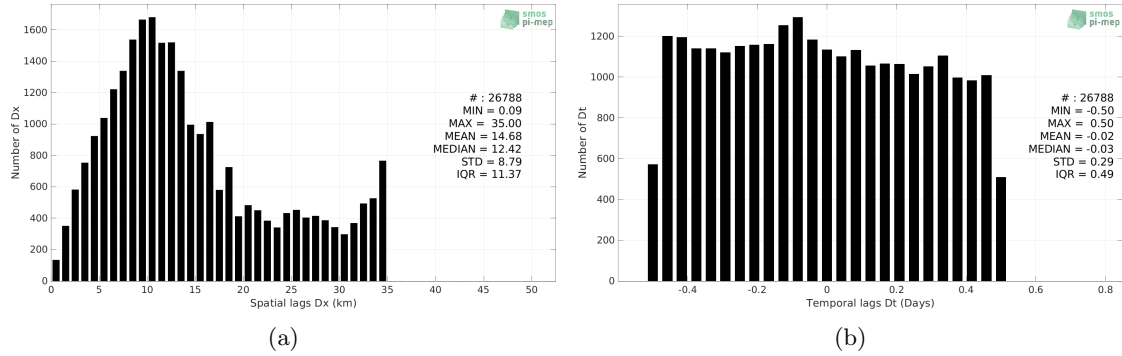 1600
1400
1200
1000
800
600
400
200
0
Number of Dx
smos
pi-mep
# : 26788
MIN = 0.09
MAX = 35.00
MEAN = 14.68
MEDIAN = 12.42
STD = 8.79
IQR = 11.37
0 5 10 15 20 25 30 35 40 45 50
Spatial lags Dx (km)
(a)
1200
1000
800
600
400
200
0
Number of Dt
smos
pi-mep
# : 26788
MIN = -0.50
MAX = 0.50
MEAN = -0.02
MEDIAN = -0.03
STD = 0.29
IQR = 0.49
-0.4 -0.2 0 0.2 0.4 0.6 0.8
Temporal lags Dt (Days)
(b)